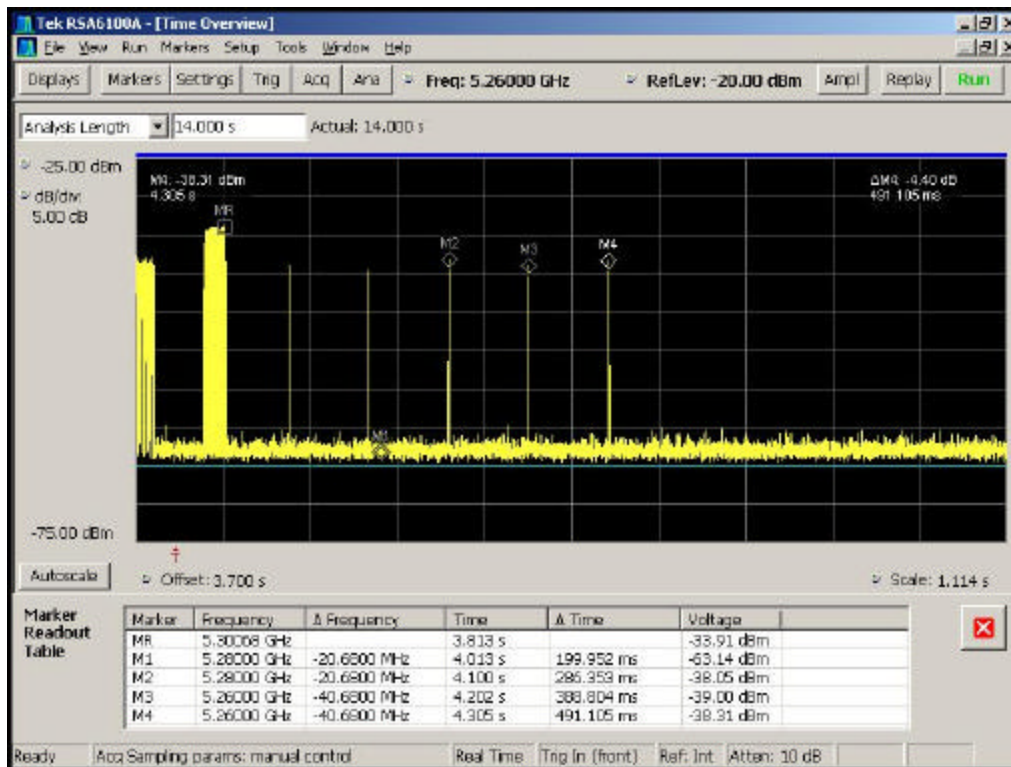 Tek RSA6100A - [Time Overview]
File View Run Markers Setup Tools Window Help
Displays Markers Settings Trig Acq Ana Freq: 5.26000 GHz RefLev: -20.00 dBm Ampl Replay Run
Analysis Length 14.000 s Actual: 14.000 s
-25.00 dBm
dB/div:
5.00 dB
M4: -38.31 dBm
4.305 s
ΔM4: -4.40 dB
491.105 ms
MR
M2
M3
M4
M1
-75.00 dBm
Autoscale Offset: 3.700 s Scale: 1.114 s
Marker Readout Table
Marker Frequency Δ Frequency Time Δ Time Voltage
MR 5.30068 GHz 3.813 s -33.91 dBm
M1 5.28000 GHz -20.6800 MHz 4.013 s 199.952 ms -63.14 dBm
M2 5.28000 GHz -20.6800 MHz 4.100 s 286.353 ms -38.05 dBm
M3 5.26000 GHz -40.6800 MHz 4.202 s 388.804 ms -39.00 dBm
M4 5.26000 GHz -40.6800 MHz 4.305 s 491.105 ms -38.31 dBm
Ready Acq Sampling params: manual control Real Time Trig In (front) Ref: Int Atten: 10 dB